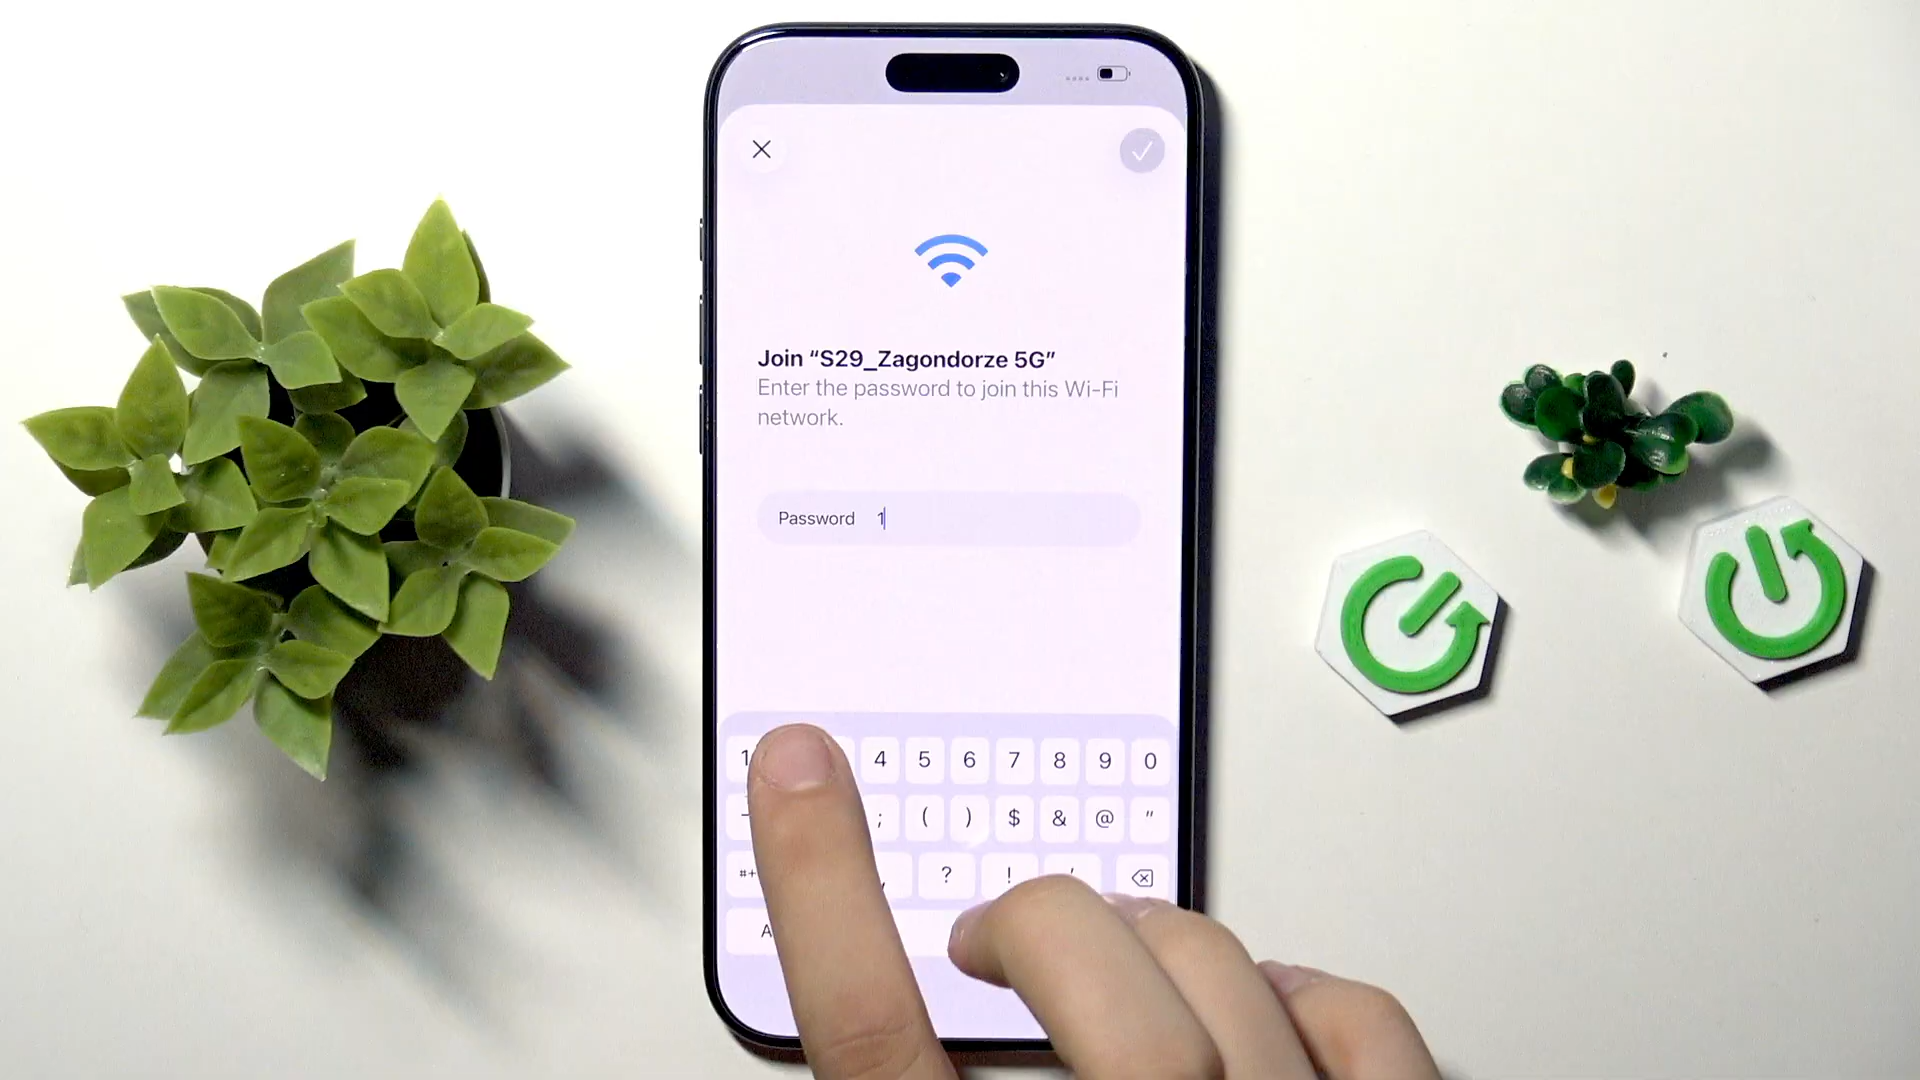 Join “S29_Zagondorze 5G”
Enter the password to join this Wi-Fi
network.
Password 1
1 4 5 6 7 8 9 0
; ( ) $ & @ "
#+ , ? ! '
A